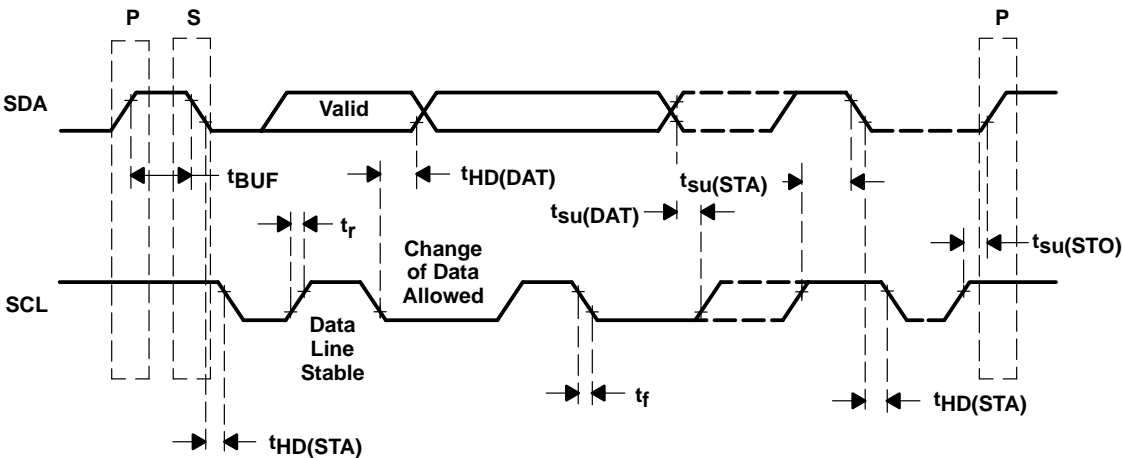 P S P
SDA
Valid
tBUF
tHD(DAT)
tsu(STA)
tsu(DAT)
tr
Change
of Data
Allowed
tsu(STO)
SCL
Data
Line
Stable
tf
tHD(STA)
tHD(STA)